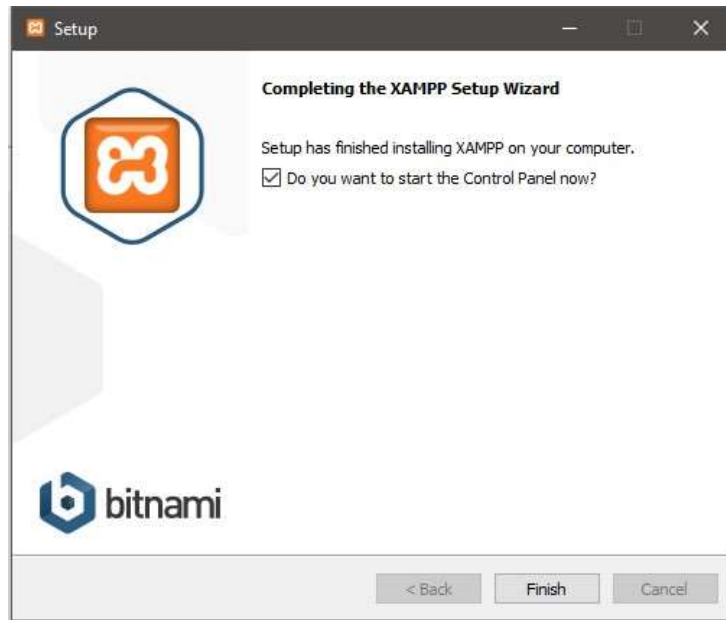 Setup
Completing the XAMPP Setup Wizard
Setup has finished installing XAMPP on your computer.
Do you want to start the Control Panel now?
bitnami
< Back
Finish
Cancel